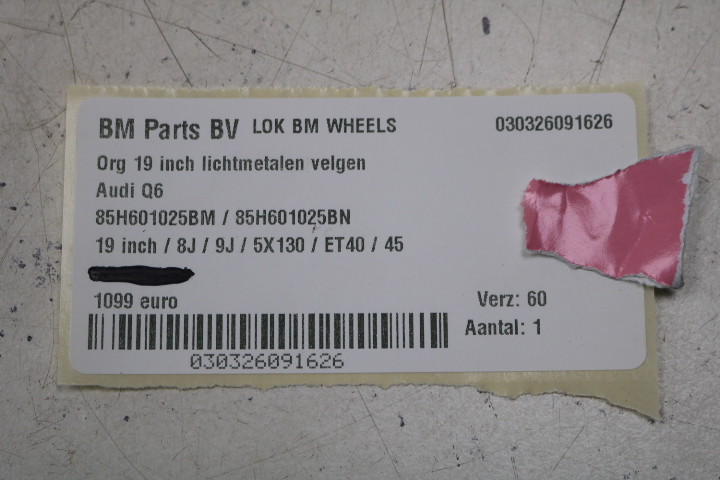 BM Parts BV LOK BM WHEELS 030326091626
Org 19 inch lichtmetalen velgen
Audi Q6
85H601025BM / 85H601025BN
19 inch / 8J / 9J / 5X130 / ET40 / 45
1099 euro Verz: 60
Aantal: 1
030326091626